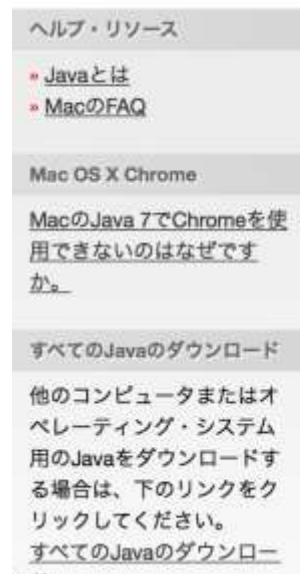 ヘルプ・リソース
» Javaとは
» MacのFAQ
Mac OS X Chrome
MacのJava 7でChromeを使
用できないのはなぜです
か。
すべてのJavaのダウンロード
他のコンピュータまたはオ
ペレーティング・システム
用のJavaをダウンロードす
る場合は、下のリンクをク
リックしてください。
すべてのJavaのダウンロー